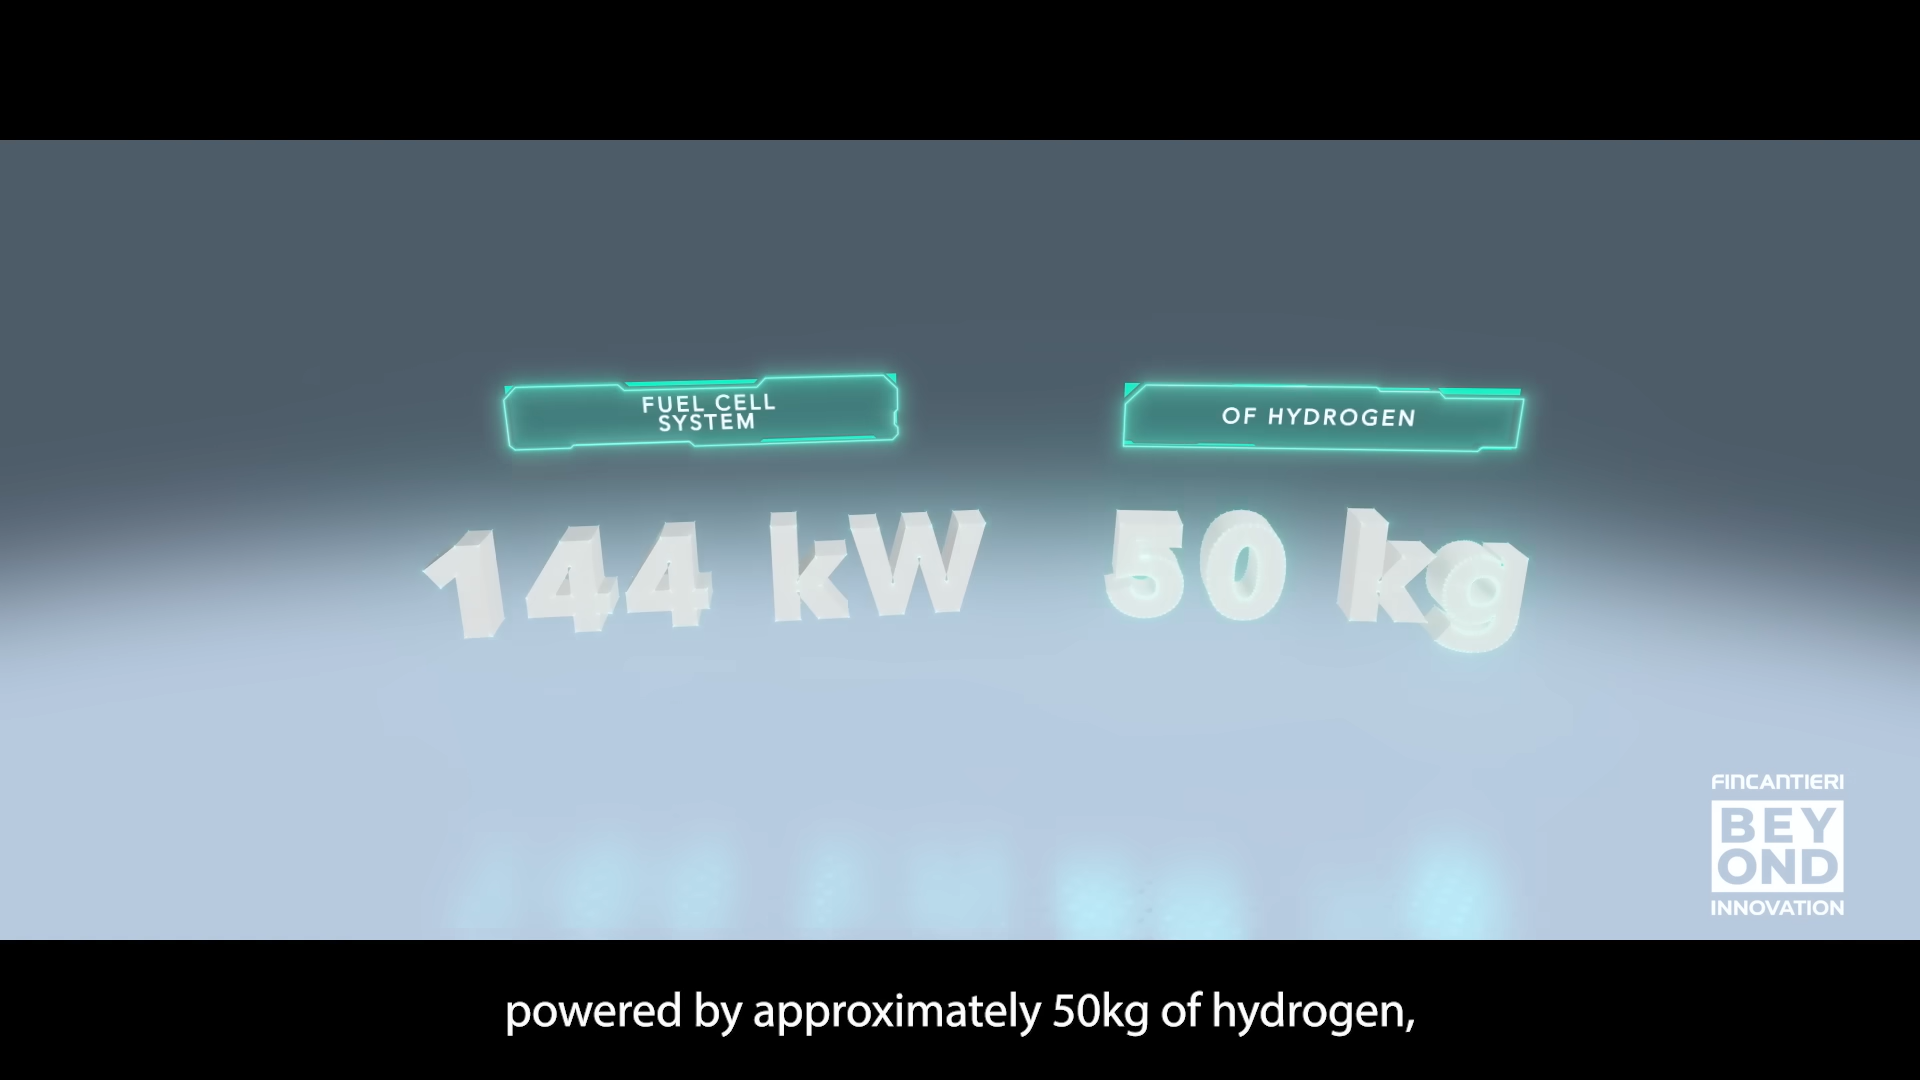 FUEL CELL
SYSTEM
144 kW
OF HYDROGEN
50 kg
FINCANTIERI
BEY
OND
INNOVATION
powered by approximately 50kg of hydrogen,